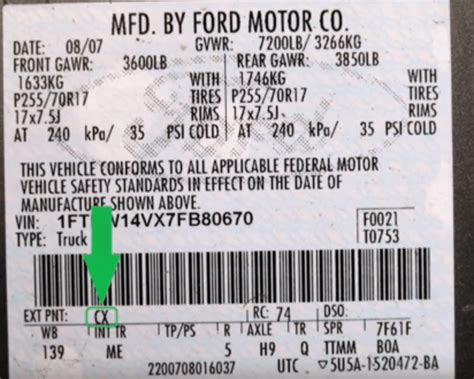 MFD. BY FORD MOTOR CO.
DATE: 08/07 GVWR: 7200LB/ 3266KG
FRONT GAWR: 3600LB REAR GAWR: 3850LB
1633KG WITH 1746KG WITH
P255/70R17 TIRES P255/70R17 TIRES
17x7.5J RIMS 17x7.5J RIMS
AT 240 kPa/ 35 PSI COLD AT 240 kPa/ 35 PSI COLD
THIS VEHICLE CONFORMS TO ALL APPLICABLE FEDERAL MOTOR
VEHICLE SAFETY STANDARDS IN EFFECT ON THE DATE OF
MANUFACTURE SHOWN ABOVE.
VIN: 1FT W14VX7FB80670 F0021
TYPE: Truck T0753
EXT PNT: CX RC: 74 DSO:
WB INT TR TP/PS R AXLE TR SPR 7F61F
139 ME 5 H9 Q TTMM BOA
2200708016037 UTC 5U5A-1520472-BA